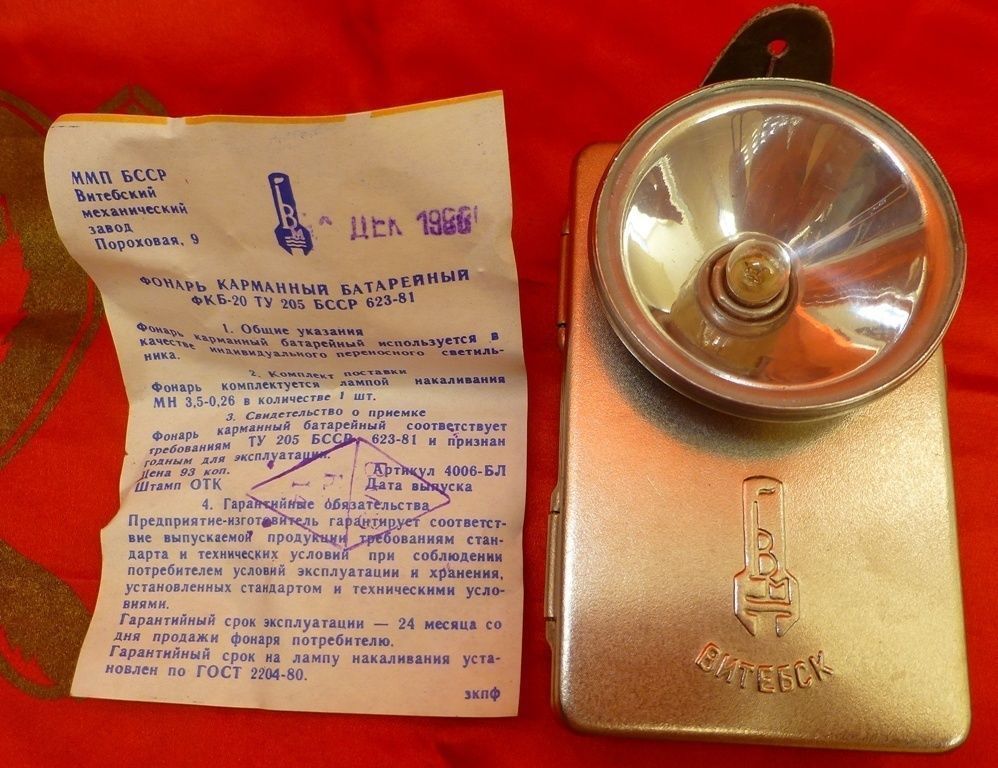 ММП БССР
Витебский
механический
завод
Пороховая, 9
ВМ
ДЕК 1986
ФОНАРЬ КАРМАННЫЙ БАТАРЕЙНЫЙ
ФКБ-20 ТУ 205 БССР 623-81
1. Общие указания
Фонарь карманный батарейный используется в
качестве индивидуального переносного светиль-
ника.
2. Комплект поставки
Фонарь комплектуется лампой накаливания
МН 3,5-0,26 в количестве 1 шт.
3. Свидетельство о приемке
Фонарь карманный батарейный соответствует
требованиям ТУ 205 БССР 623-81 и признан
годным для эксплуатации.
Цена 93 коп. Артикул 4006-БЛ
Штамп ОТК Дата выпуска
4. Гарантийные обязательства
Предприятие-изготовитель гарантирует соответст-
вие выпускаемой продукции требованиям стан-
дарта и технических условий при соблюдении
потребителем условий эксплуатации и хранения,
установленных стандартом и техническими усло-
виями.
Гарантийный срок эксплуатации — 24 месяца со
дня продажи фонаря потребителю.
Гарантийный срок на лампу накаливания уста-
новлен по ГОСТ 2204-80.
зкпф
ВМ
ВИТЕБСК